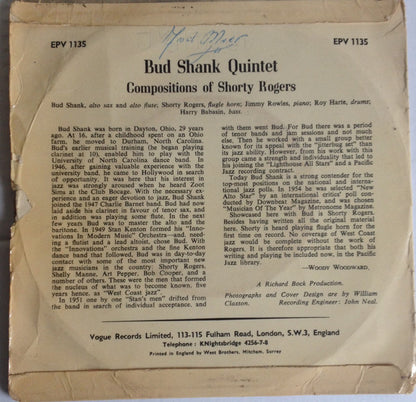 EPV 1135
EPV 1135
Bud Shank Quintet
Compositions of Shorty Rogers
Bud Shank, alto sax and alto flute; Shorty Rogers, flugle horn; Jimmy Rowles, piano; Roy Harte, drums;
Harry Babasin, bass.
Bud Shank was born in Dayton, Ohio, 29 years
ago. At 16, after a childhood spent on an Ohio
farm, he moved to Durham, North Carolina.
Bud's earlier musical training (he began playing
clarinet at 10), enabled him to play with the
University of North Carolina dance band. In
1946, after gaining valuable experience with the
university band, he came to Hollywood in search
of opportunity. It was here that his interest in
jazz was strongly aroused when he heard Zoot
Sims at the Club Bocage. With the necessary experi-
ence and an eager devotion to jazz, Bud Shank
joined the 1947 Charlie Barnet band. Bud had now
laid aside his clarinet in favour of tenor sax, and
in addition was playing some flute. In the next
few years Bud was to master the alto and the
baritone. In 1949 Stan Kenton formed his "Inno-
vations In Modern Music" Orchestra—and, need-
ing a flutist and a lead altoist, chose Bud. With
the "Innovations" orchestra and the fine Kenton
dance band that followed, Bud was in day-to-day
contact with some of the most important new
jazz musicians in the country: Shorty Rogers,
Shelly Manne, Art Pepper, Bob Cooper, and a
number of others. These were the men that formed
the nucleus of what was to become known. five
years hence, as "West Coast jazz".
In 1951 one by one "Stan's men" drifted from
the band in search of individual acceptance. and
with them went Bud. For Bud there was a period
of tenor bands and jam sessions and not much
else. Then he worked with a small group better
known for its appeal with the "jitterbug set" than
its jazz ability. However, from his work with this
group came a strength and individuality that led to
his joining the "Lighthouse All Stars" and a Pacific
Jazz recording contract.
Today Bud Shank is a strong contender for the
top-most positions on the national and interna-
tional jazz polls. In 1954 he was selected "New
Alto Star" by an international critics' poll con-
ducted by Downbeat Magazine, and was chosen
"Musician Of The Year" by Metronome Magazine.
Showcased here with Bud is Shorty Rogers.
Besides having written all the original material
here. Shorty is heard playing flugle horn for the
first time on record. No coverage of West Coast
jazz would be complete without the work of
Rogers. It is therefore appropriate that both his
writing and playing be included now, in the Pacific
Jazz library.
—WOODY WOODWARD.
A Richard Bock Production.
Photographs and Cover Design are by William
Claxton. Recording Engineer: John Neal.
Vogue Records Limited, 113-115 Fulham Road, London, S.W.3, England
Telephone: KNightsbridge 4256-7-8
Printed in England by West Brothers, Mitcham, Surrey